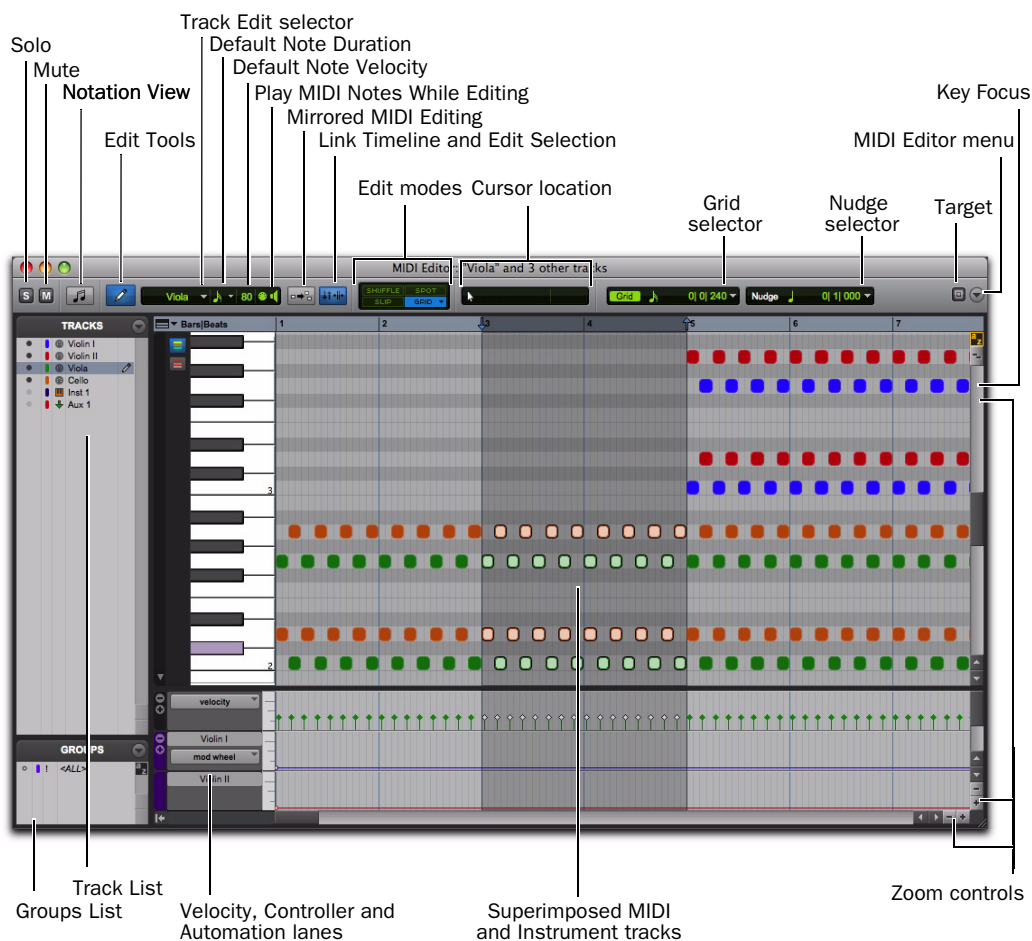 Track Edit selector
Solo
Default Note Duration
Mute
Default Note Velocity
Notation View
Play MIDI Notes While Editing
Key Focus
Mirrored MIDI Editing
Edit Tools
Link Timeline and Edit Selection
MIDI Editor menu
Edit modes
Cursor location
Grid
selector
Nudge
selector
Target
MIDI Editor: "Viola" and 3 other tracks
S
M
Viola
80
SHUFFLE
SPOT
SLIP
GRID
Grid
0| 0| 240
Nudge
0| 1| 000
TRACKS
Bars|Beats
1
3
4
5
6
7
Violin I
Violin II
Viola
Cello
Inst 1
Aux 1
a
z
3
2
velocity
Violin I
mod wheel
Violin II
GROUPS
! <ALL>
a
z
Track List
Groups List
Velocity, Controller and
Automation lanes
Superimposed MIDI
and Instrument tracks
Zoom controls